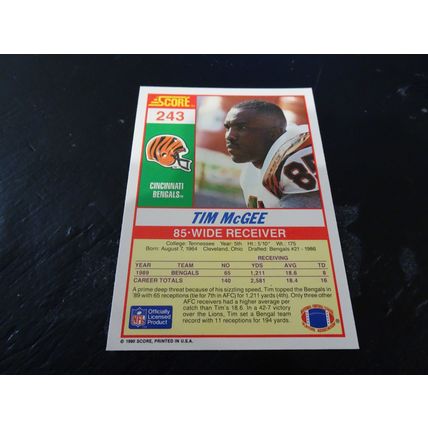 SCORE
243
CINCINNATI
BENGALS
85
TIM McGEE
85-WIDE RECEIVER
College: Tennessee Year: 5th Ht.: 5'10" Wt.: 175
Born: August 7, 1964 Cleveland, Ohio Drafted: Bengals #21 - 1986
RECEIVING
YEAR TEAM NO YDS AVG TD
1989 BENGALS 65 1,211 18.6 8
CAREER TOTALS 140 2,581 18.4 16
A prime deep threat because of his sizzling speed, Tim topped the Bengals in
'89 with 65 receptions (tie for 7th in AFC) for 1,211 yards (4th). Only three other
AFC receivers had a higher average per
catch than Tim's 18.6. In a 42-7 victory
over the Lions, Tim set a Bengal team
record with 11 receptions for 194 yards.
NFL
Officially
Licensed
Product
© 1990 SCORE, PRINTED IN U.S.A.